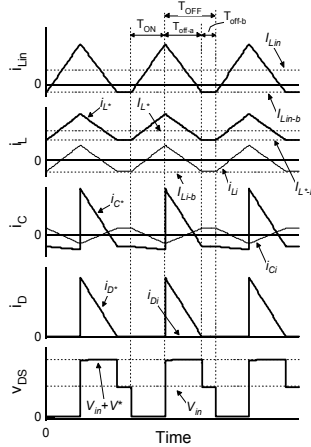 T_OFF
T_ON
T_off-a
T_off-b
i_Lin
0
I_Lin
I_Lin-b
i_L
0
i_L*
I_L*
I_Li-b
i_Li
i_C
0
i_C*
i_Ci
i_D
0
i_D*
i_Di
v_DS
0
V_in+V*
V_in
Time